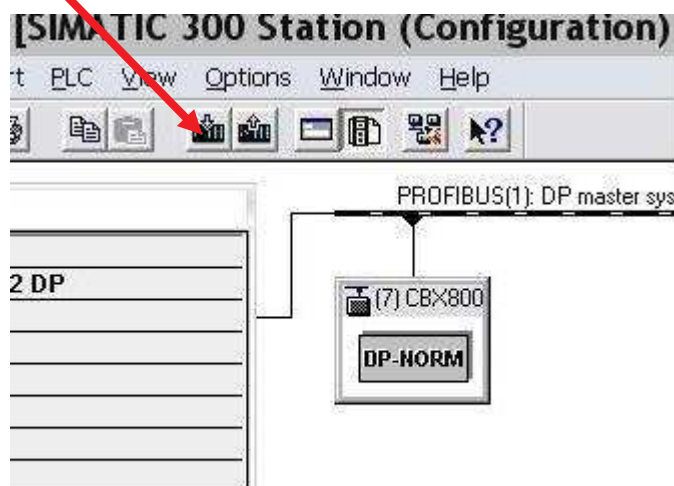 [SIMATIC 300 Station (Configuration)
rt PLC View Options Window Help
PROFIBUS(1): DP master sys
2 DP
(7) CBX800
DP-NORM